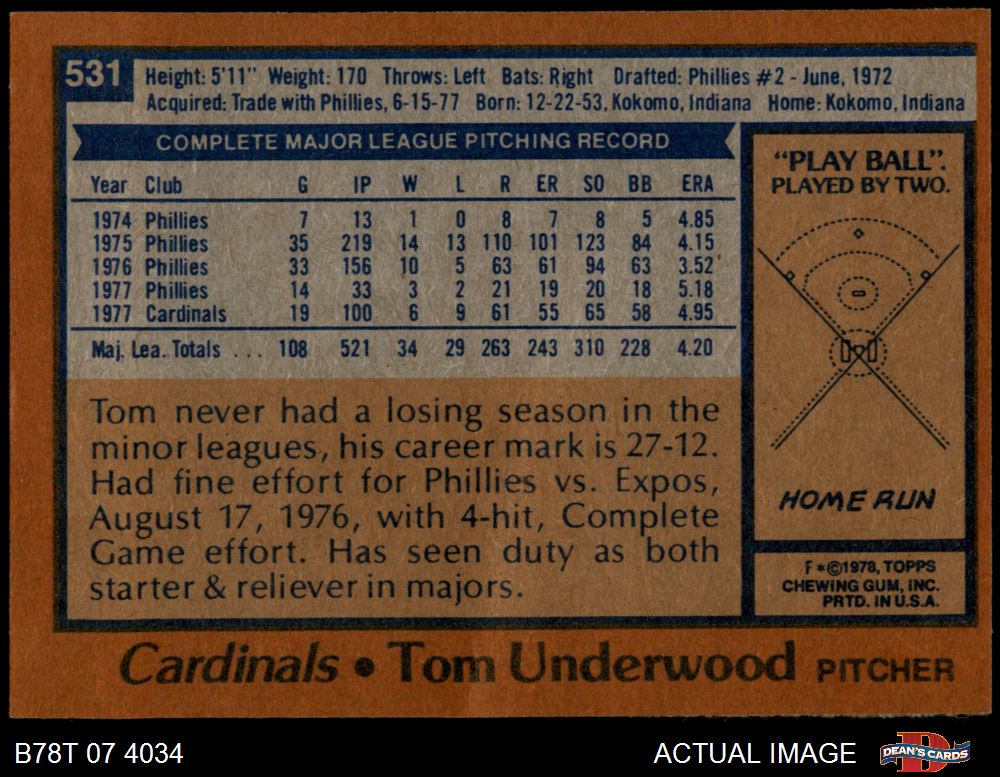 531
Height: 5'11" Weight: 170 Throws: Left Bats: Right Drafted: Phillies #2 - June, 1972
Acquired: Trade with Phillies, 6-15-77 Born: 12-22-53, Kokomo, Indiana Home: Kokomo, Indiana
COMPLETE MAJOR LEAGUE PITCHING RECORD
Year Club G IP W L R ER SO BB ERA
1974 Phillies 7 13 1 0 8 7 8 5 4.85
1975 Phillies 35 219 14 13 110 101 123 84 4.15
1976 Phillies 33 156 10 5 63 61 94 63 3.52
1977 Phillies 14 33 3 2 21 19 20 18 5.18
1977 Cardinals 19 100 6 9 61 55 65 58 4.95
Maj. Lea. Totals ... 108 521 34 29 263 243 310 228 4.20
Tom never had a losing season in the
minor leagues, his career mark is 27-12.
Had fine effort for Phillies vs. Expos,
August 17, 1976, with 4-hit, Complete
Game effort. Has seen duty as both
starter & reliever in majors.
"PLAY BALL".
PLAYED BY TWO.
HOME RUN
F*©1978, TOPPS
CHEWING GUM, INC.
PRTD. IN U.S.A.
Cardinals • Tom Underwood PITCHER
B78T 07 4034
ACTUAL IMAGE
DEAN'S CARDS